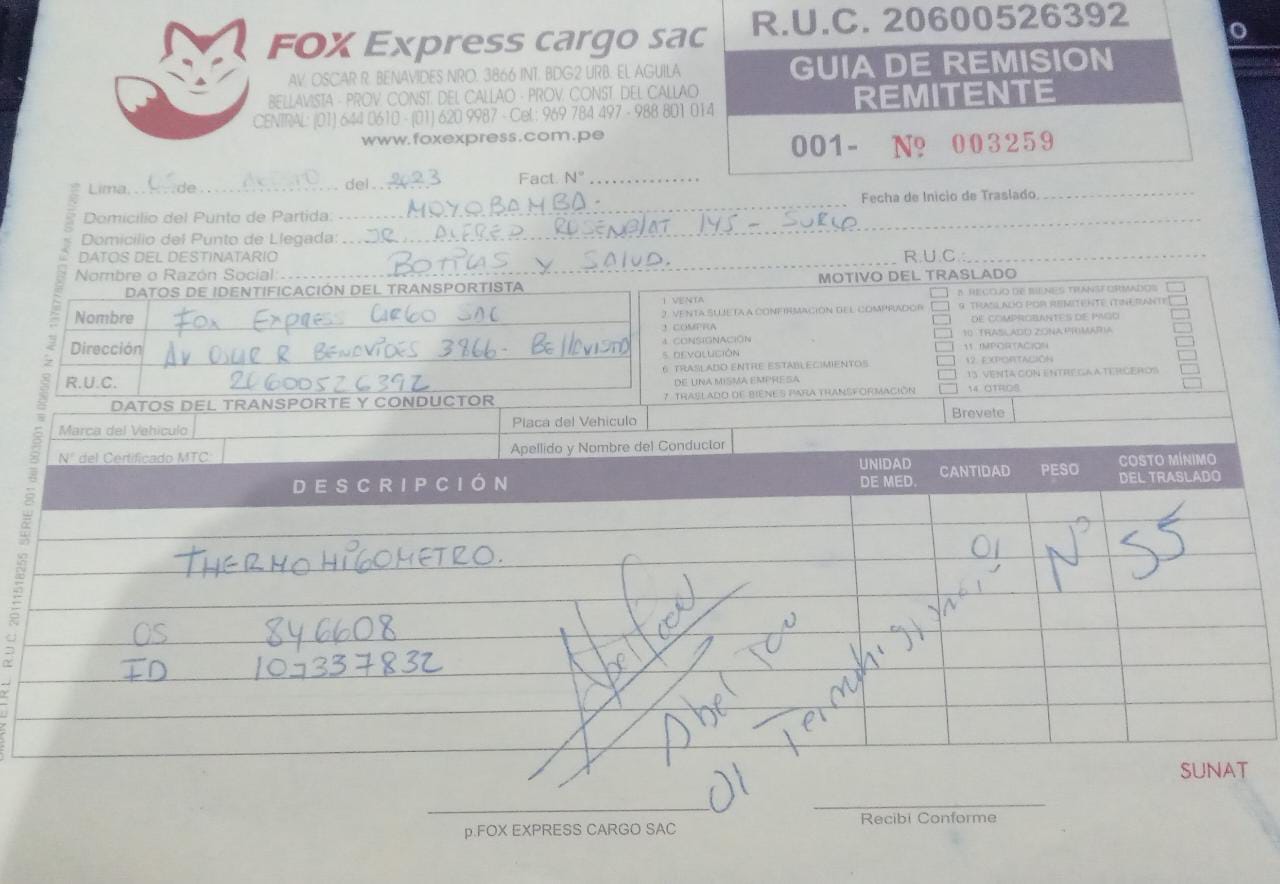 FOX Express cargo sac
AV. OSCAR R. BENAVIDES NRO. 3866 INT. BDG2 URB. EL AGUILA
BELLAVISTA - PROV. CONST. DEL CALLAO - PROV. CONST. DEL CALLAO
CENTRAL: (01) 644 0610 - (01) 620 9987 - Cel.: 969 784 497 - 988 801 014
www.foxexpress.com.pe
R.U.C. 20600526392
GUIA DE REMISION
REMITENTE
001- Nº 003259
Lima... de... AGOSTO del...2023 Fact. N°
Fecha de Inicio de Traslado.
Domicilio del Punto de Partida: MOYOBAMBA.
Domicilio del Punto de Llegada: JR. ALFRED ROSENBLAT 145 - SURCO
DATOS DEL DESTINATARIO
Nombre o Razón Social: BOTICAS Y SALUD. R.U.C.:
DATOS DE IDENTIFICACIÓN DEL TRANSPORTISTA
Nombre FOX EXPRESS CARGO SAC
Dirección AV OSCAR R BENAVIDES 3866 - Bellavista
R.U.C. 20600526392
MOTIVO DEL TRASLADO
1 VENTA
2. VENTA SUJETA A CONFIRMACIÓN DEL COMPRADOR
3. COMPRA
4. CONSIGNACIÓN
5. DEVOLUCIÓN
6. TRASLADO ENTRE ESTABLECIMIENTOS
DE UNA MISMA EMPRESA
7. TRASLADO DE BIENES PARA TRANSFORMACIÓN
8. RECOJO DE BIENES TRANSFORMADOS
9. TRASLADO POR REMITENTE ITINERANTE
DE COMPROBANTES DE PAGO
10. TRASLADO ZONA PRIMARIA
11. IMPORTACIÓN
12. EXPORTACIÓN
13. VENTA CON ENTREGA A TERCEROS
14. OTROS
DATOS DEL TRANSPORTE Y CONDUCTOR
Marca del Vehiculo
Placa del Vehiculo
Brevete
N° del Certificado MTC:
Apellido y Nombre del Conductor
DESCRIPCIÓN
UNIDAD
DE MED.
CANTIDAD
PESO
COSTO MÍNIMO
DEL TRASLADO
THERMOHIGOMETRO. 01 N° 55
OS 846608
ID 107337832
Abel
01
SUNAT
p.FOX EXPRESS CARGO SAC
Recibí Conforme